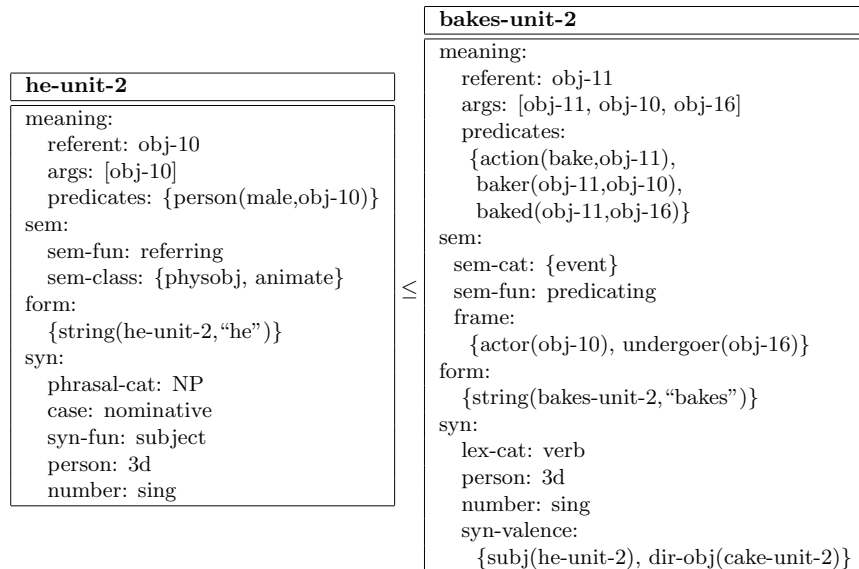 he-unit-2
meaning:
referent: obj-10
args: [obj-10]
predicates: {person(male,obj-10)}
sem:
sem-fun: referring
sem-class: {physobj, animate}
form:
{string(he-unit-2,“he”)}
syn:
phrasal-cat: NP
case: nominative
syn-fun: subject
person: 3d
number: sing
≤
bakes-unit-2
meaning:
referent: obj-11
args: [obj-11, obj-10, obj-16]
predicates:
{action(bake,obj-11),
baker(obj-11,obj-10),
baked(obj-11,obj-16)}
sem:
sem-cat: {event}
sem-fun: predicating
frame:
{actor(obj-10), undergoer(obj-16)}
form:
{string(bakes-unit-2,“bakes”)}
syn:
lex-cat: verb
person: 3d
number: sing
syn-valence:
{subj(he-unit-2), dir-obj(cake-unit-2)}